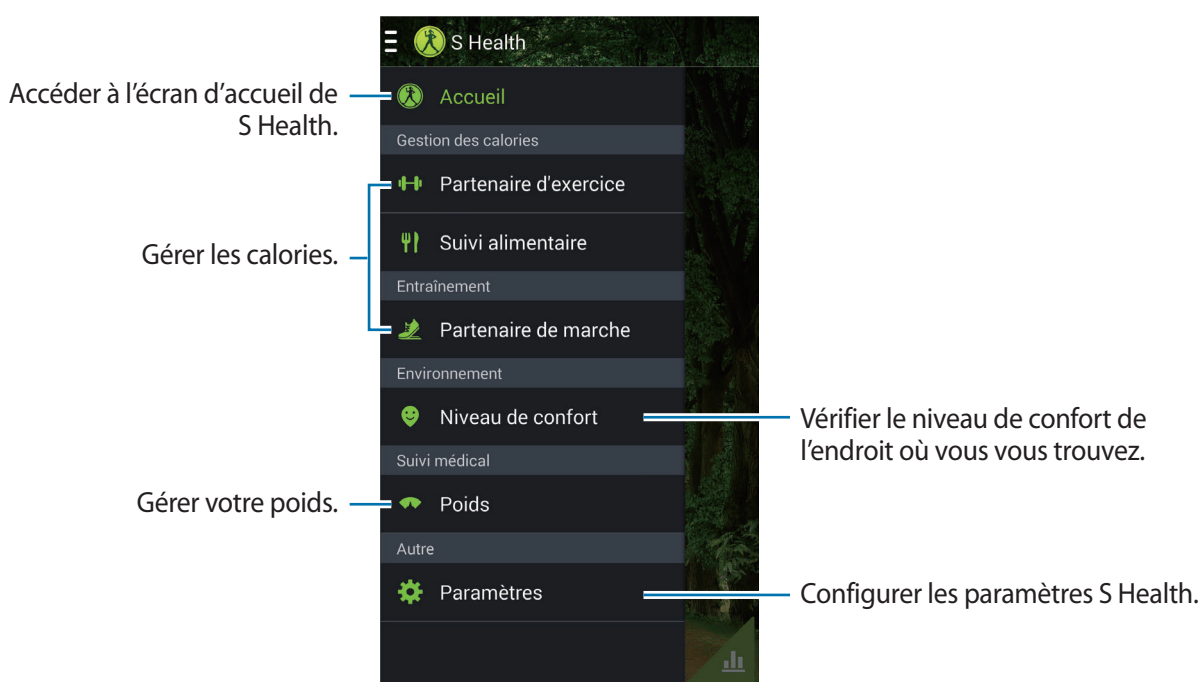 S Health
Accéder à l’écran d’accueil de
S Health.
Accueil
Gestion des calories
Partenaire d'exercice
Gérer les calories.
Suivi alimentaire
Entraînement
Partenaire de marche
Environnement
Niveau de confort
Vérifier le niveau de confort de
l’endroit où vous vous trouvez.
Suivi médical
Gérer votre poids.
Poids
Autre
Paramètres
Configurer les paramètres S Health.